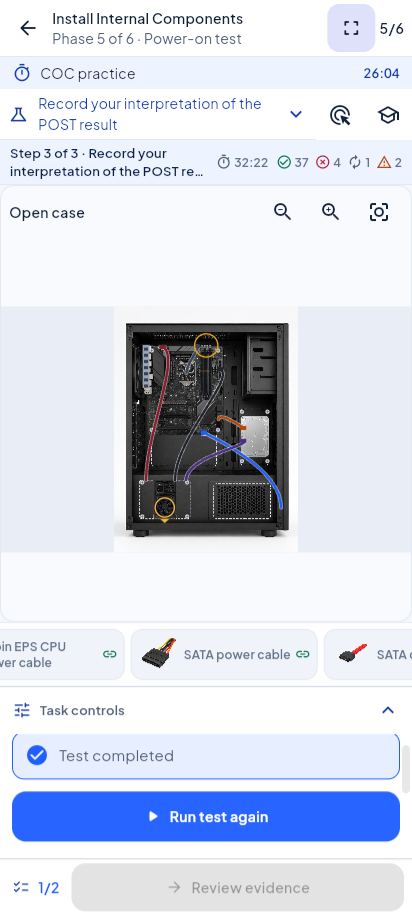 Install Internal Components
Phase 5 of 6 · Power-on test
5/6
COC practice
26:04
Record your interpretation of the
POST result
Step 3 of 3 · Record your
interpretation of the POST re...
32:22
37
4
1
2
Open case
in EPS CPU
er cable
SATA power cable
SATA
Task controls
Test completed
Run test again
1/2
Review evidence